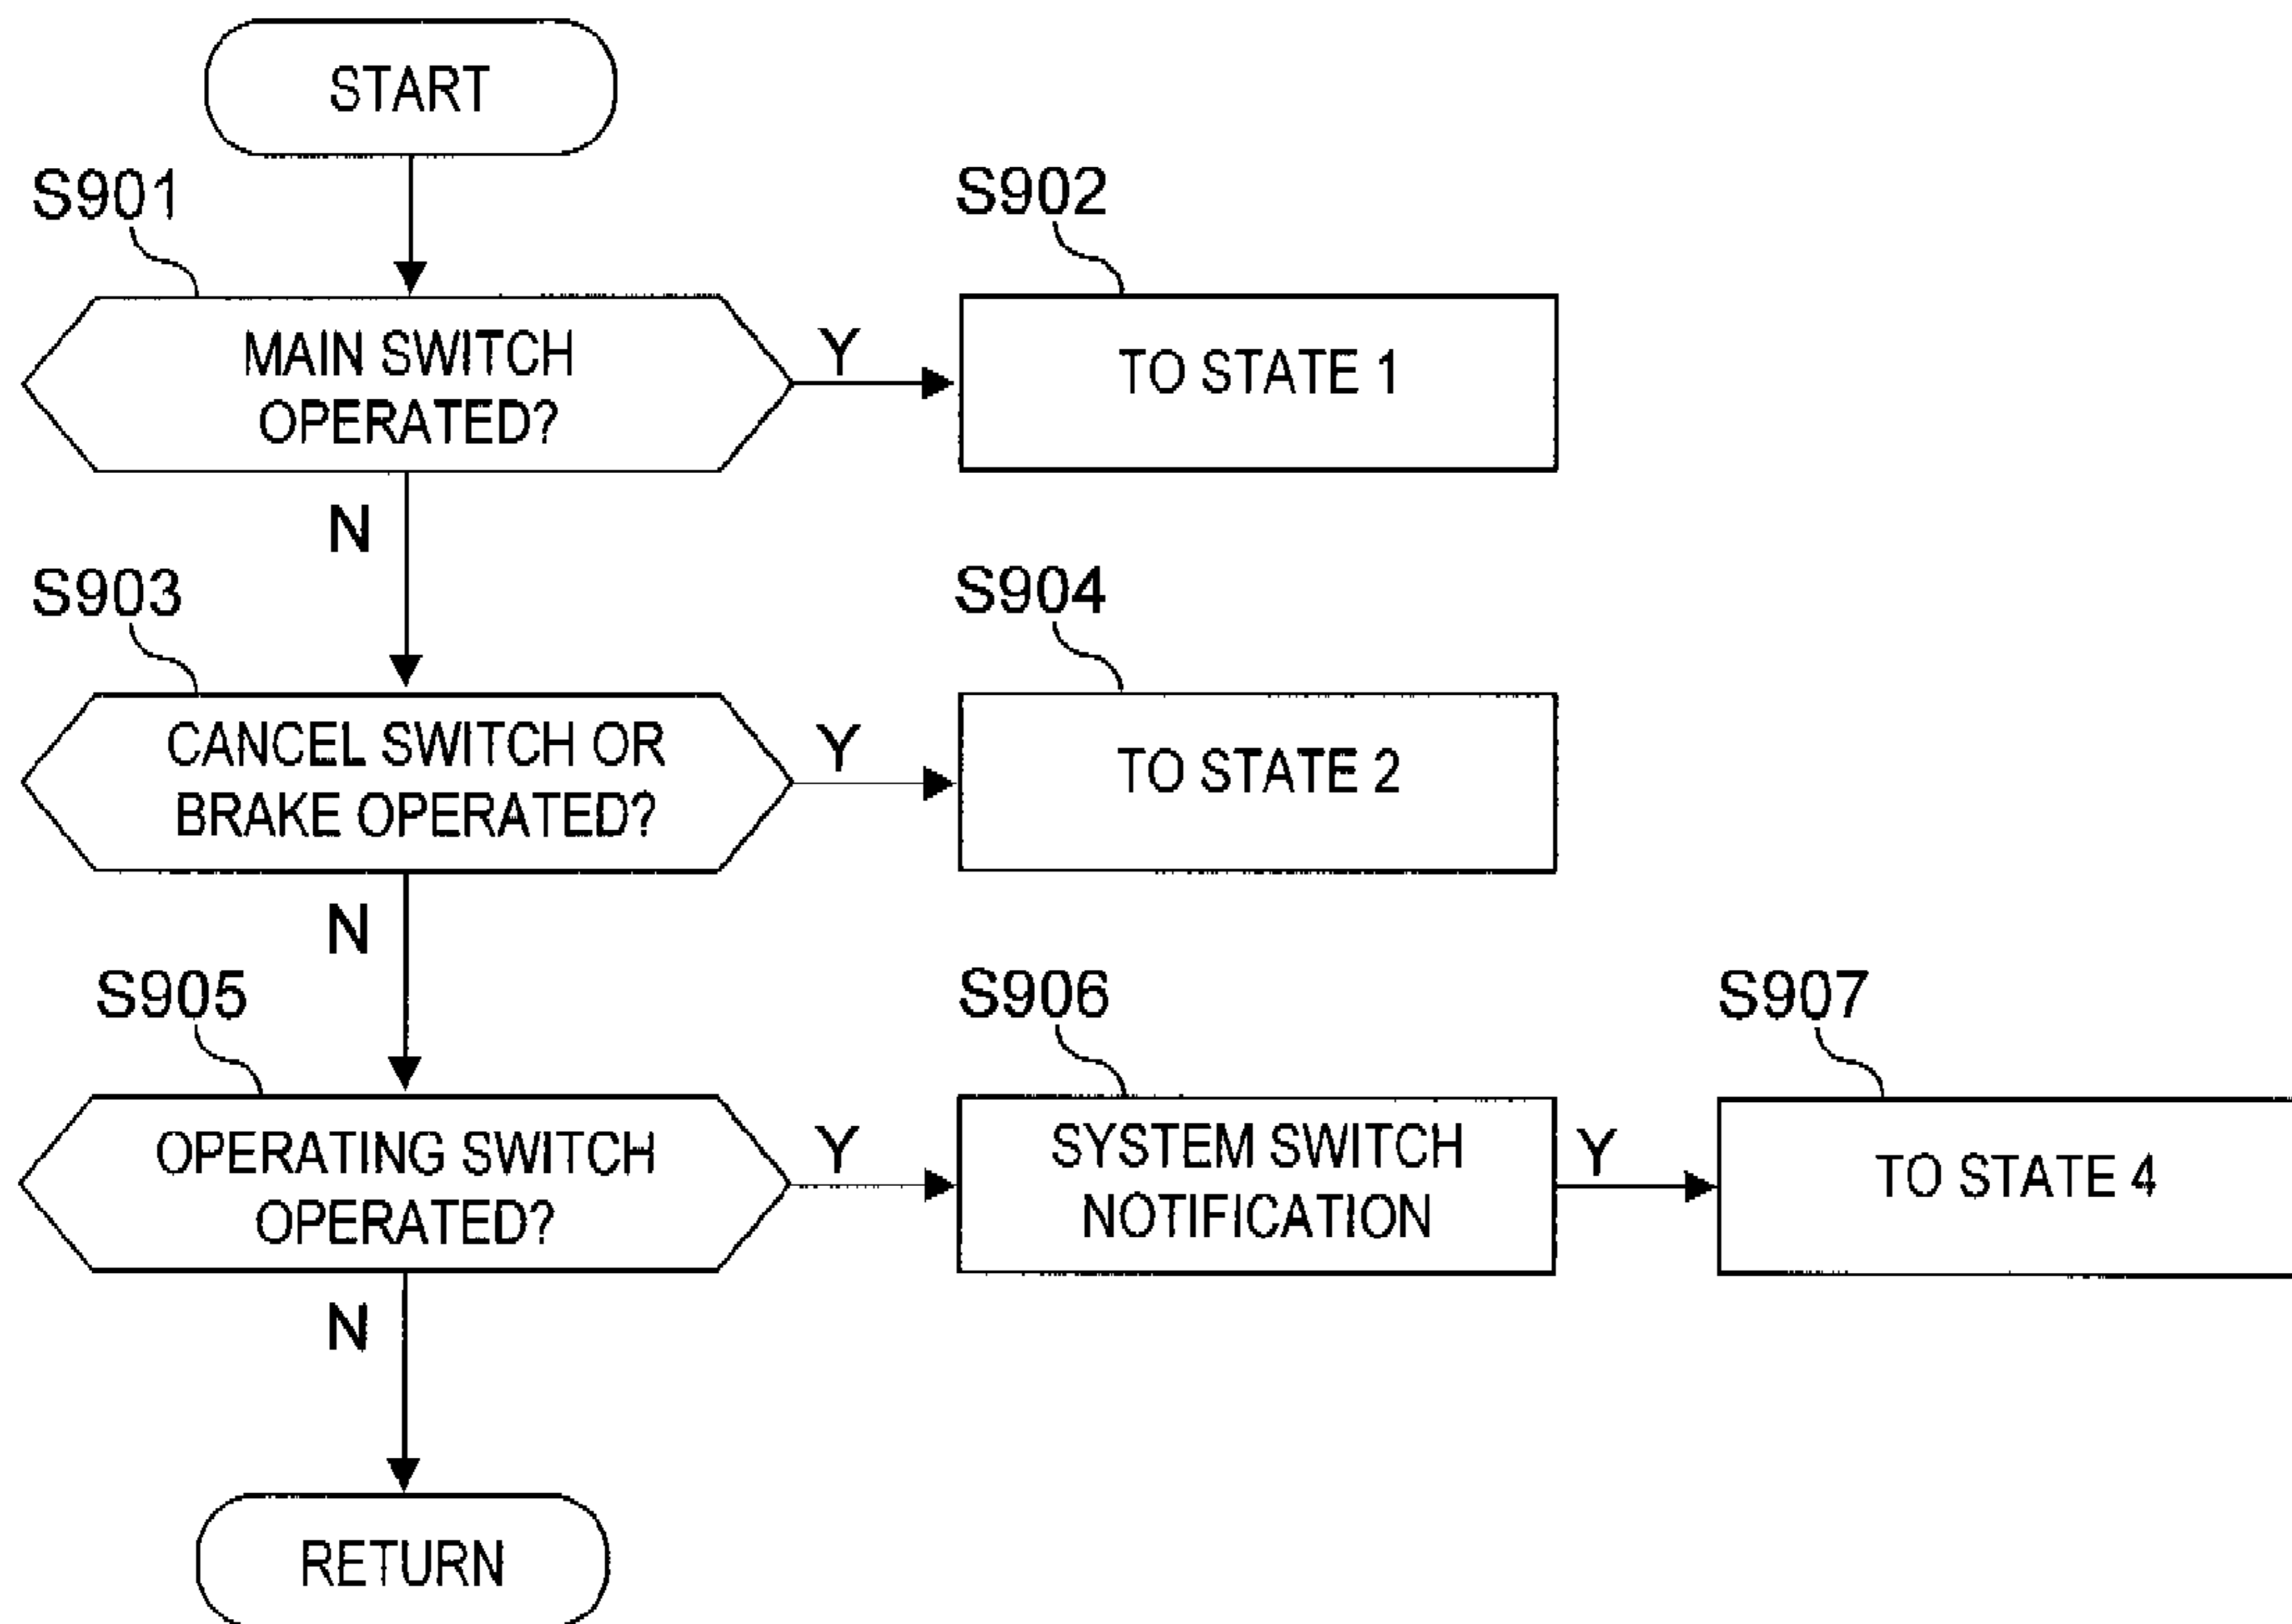 START
S901
S902
MAIN SWITCH
OPERATED?
Y
TO STATE 1
N
S903
S904
CANCEL SWITCH OR
BRAKE OPERATED?
Y
TO STATE 2
N
S905
S906
S907
OPERATING SWITCH
OPERATED?
Y
SYSTEM SWITCH
NOTIFICATION
Y
TO STATE 4
N
RETURN